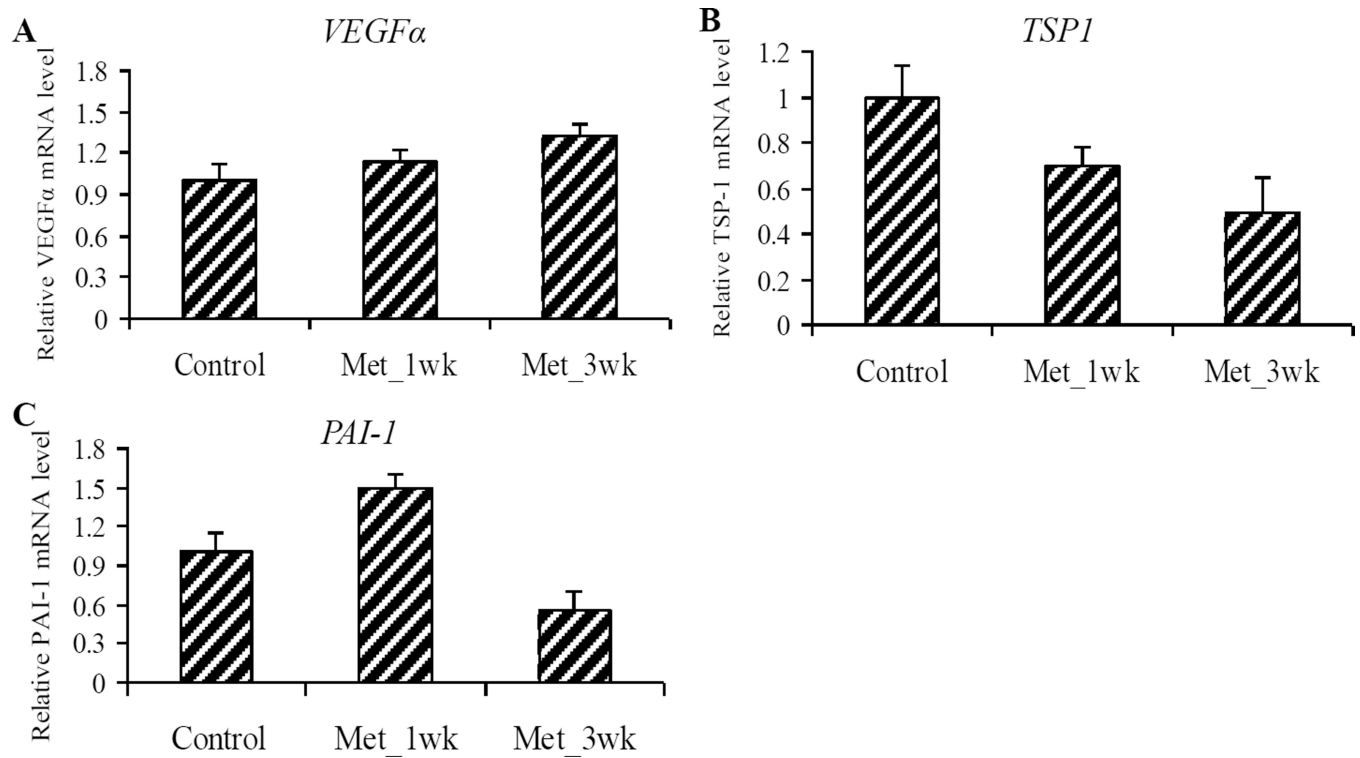 A
VEGFα
Relative VEGFα mRNA level
1.8
1.5
1.2
0.9
0.6
0.3
0
Control Met_1wk Met_3wk
B
TSP1
Relative TSP-1 mRNA level
1.2
1
0.8
0.6
0.4
0.2
0
Control Met_1wk Met_3wk
C
PAI-1
Relative PAI-1 mRNA level
1.8
1.5
1.2
0.9
0.6
0.3
0
Control Met_1wk Met_3wk